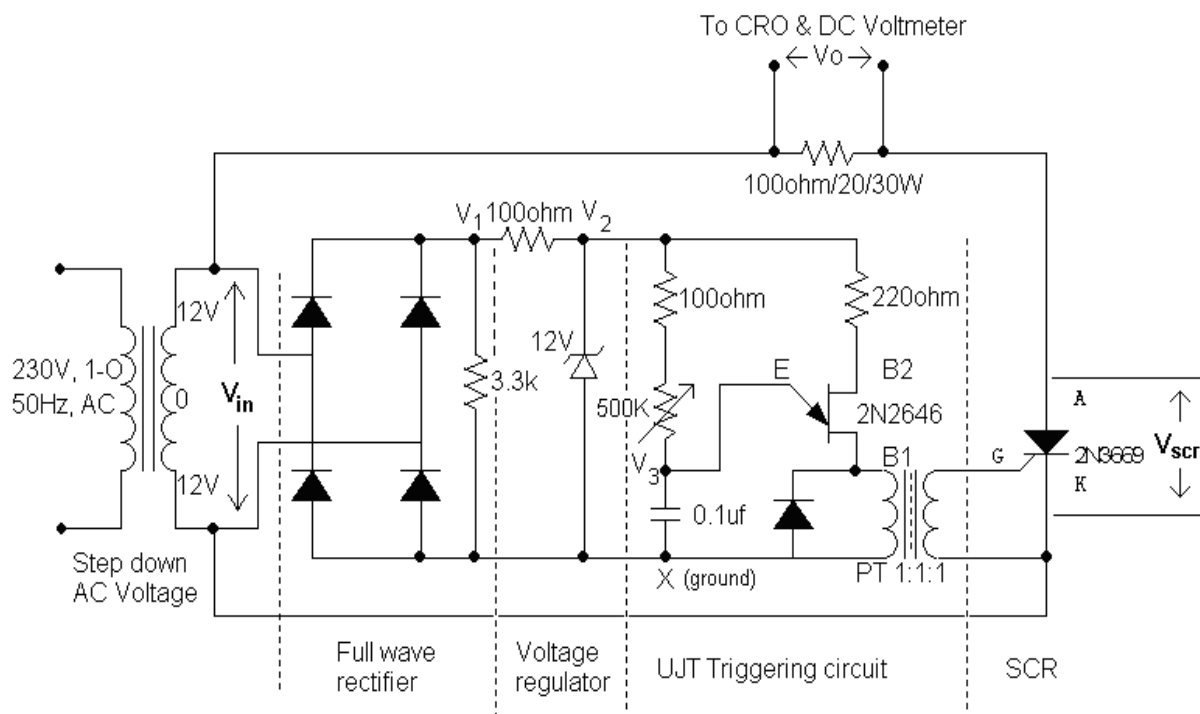 To CRO & DC Voltmeter
Vo
100ohm/20/30W
V1
100ohm
V2
12V
230V, 1-O
50Hz, AC
0
Vin
12V
3.3k
12V
100ohm
220ohm
500K
E
B2
2N2646
V3
B1
0.1uf
X (ground)
PT 1:1:1
A
G
2N3669
K
Vscr
Step down
AC Voltage
Full wave
rectifier
Voltage
regulator
UJT Triggering circuit
SCR